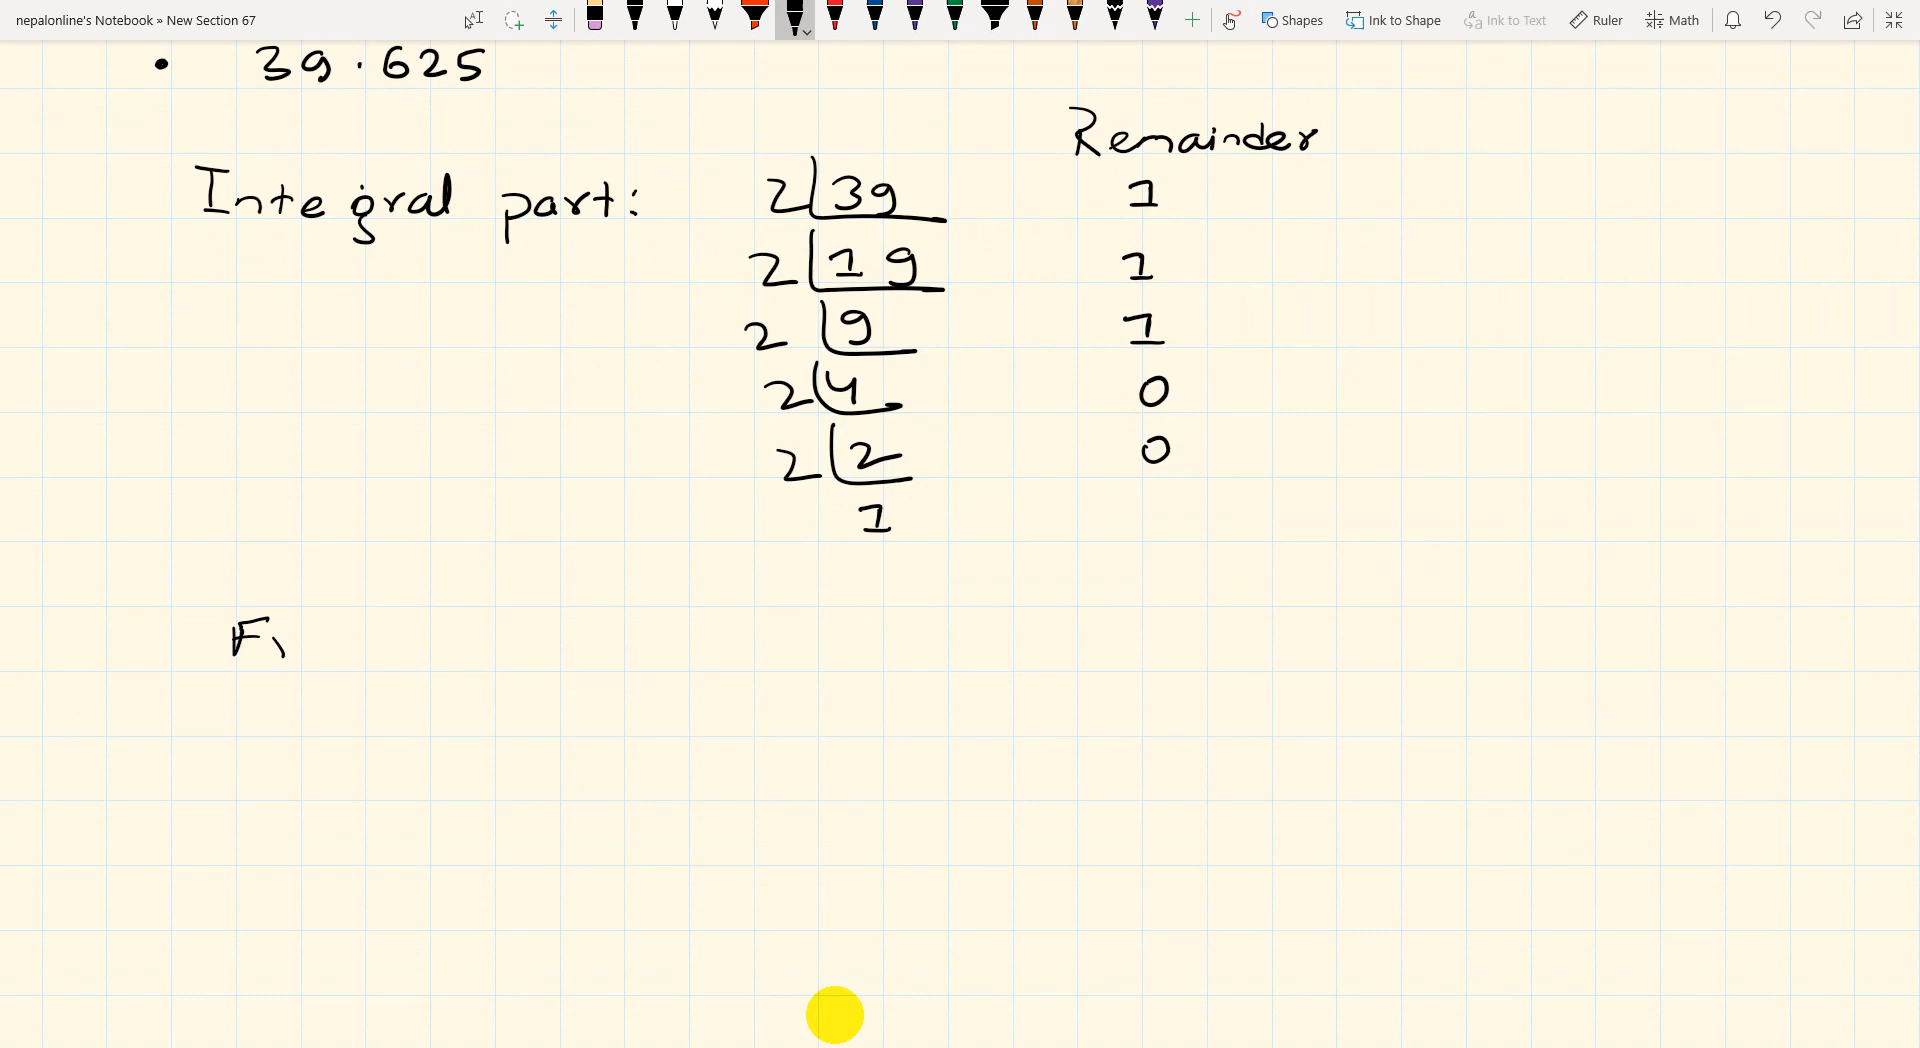 nepalonline's Notebook » New Section 67 Shapes Ink to Shape Ink to Text Ruler Math
• 39.625
Remainder
Integral part: 2 39 1
2 19 1
2 9 1
2 4 0
2 2 0
1
F